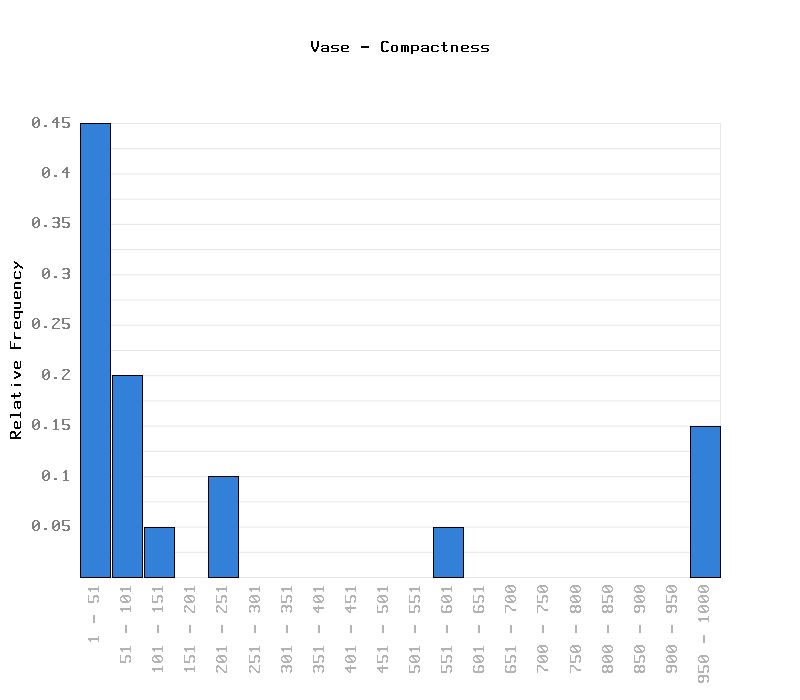 Vase - Compactness
Relative Frequency
0.45
0.4
0.35
0.3
0.25
0.2
0.15
0.1
0.05
1 - 51
51 - 101
101 - 151
151 - 201
201 - 251
251 - 301
301 - 351
351 - 401
401 - 451
451 - 501
501 - 551
551 - 601
601 - 651
651 - 700
700 - 750
750 - 800
800 - 850
850 - 900
900 - 950
950 - 1000